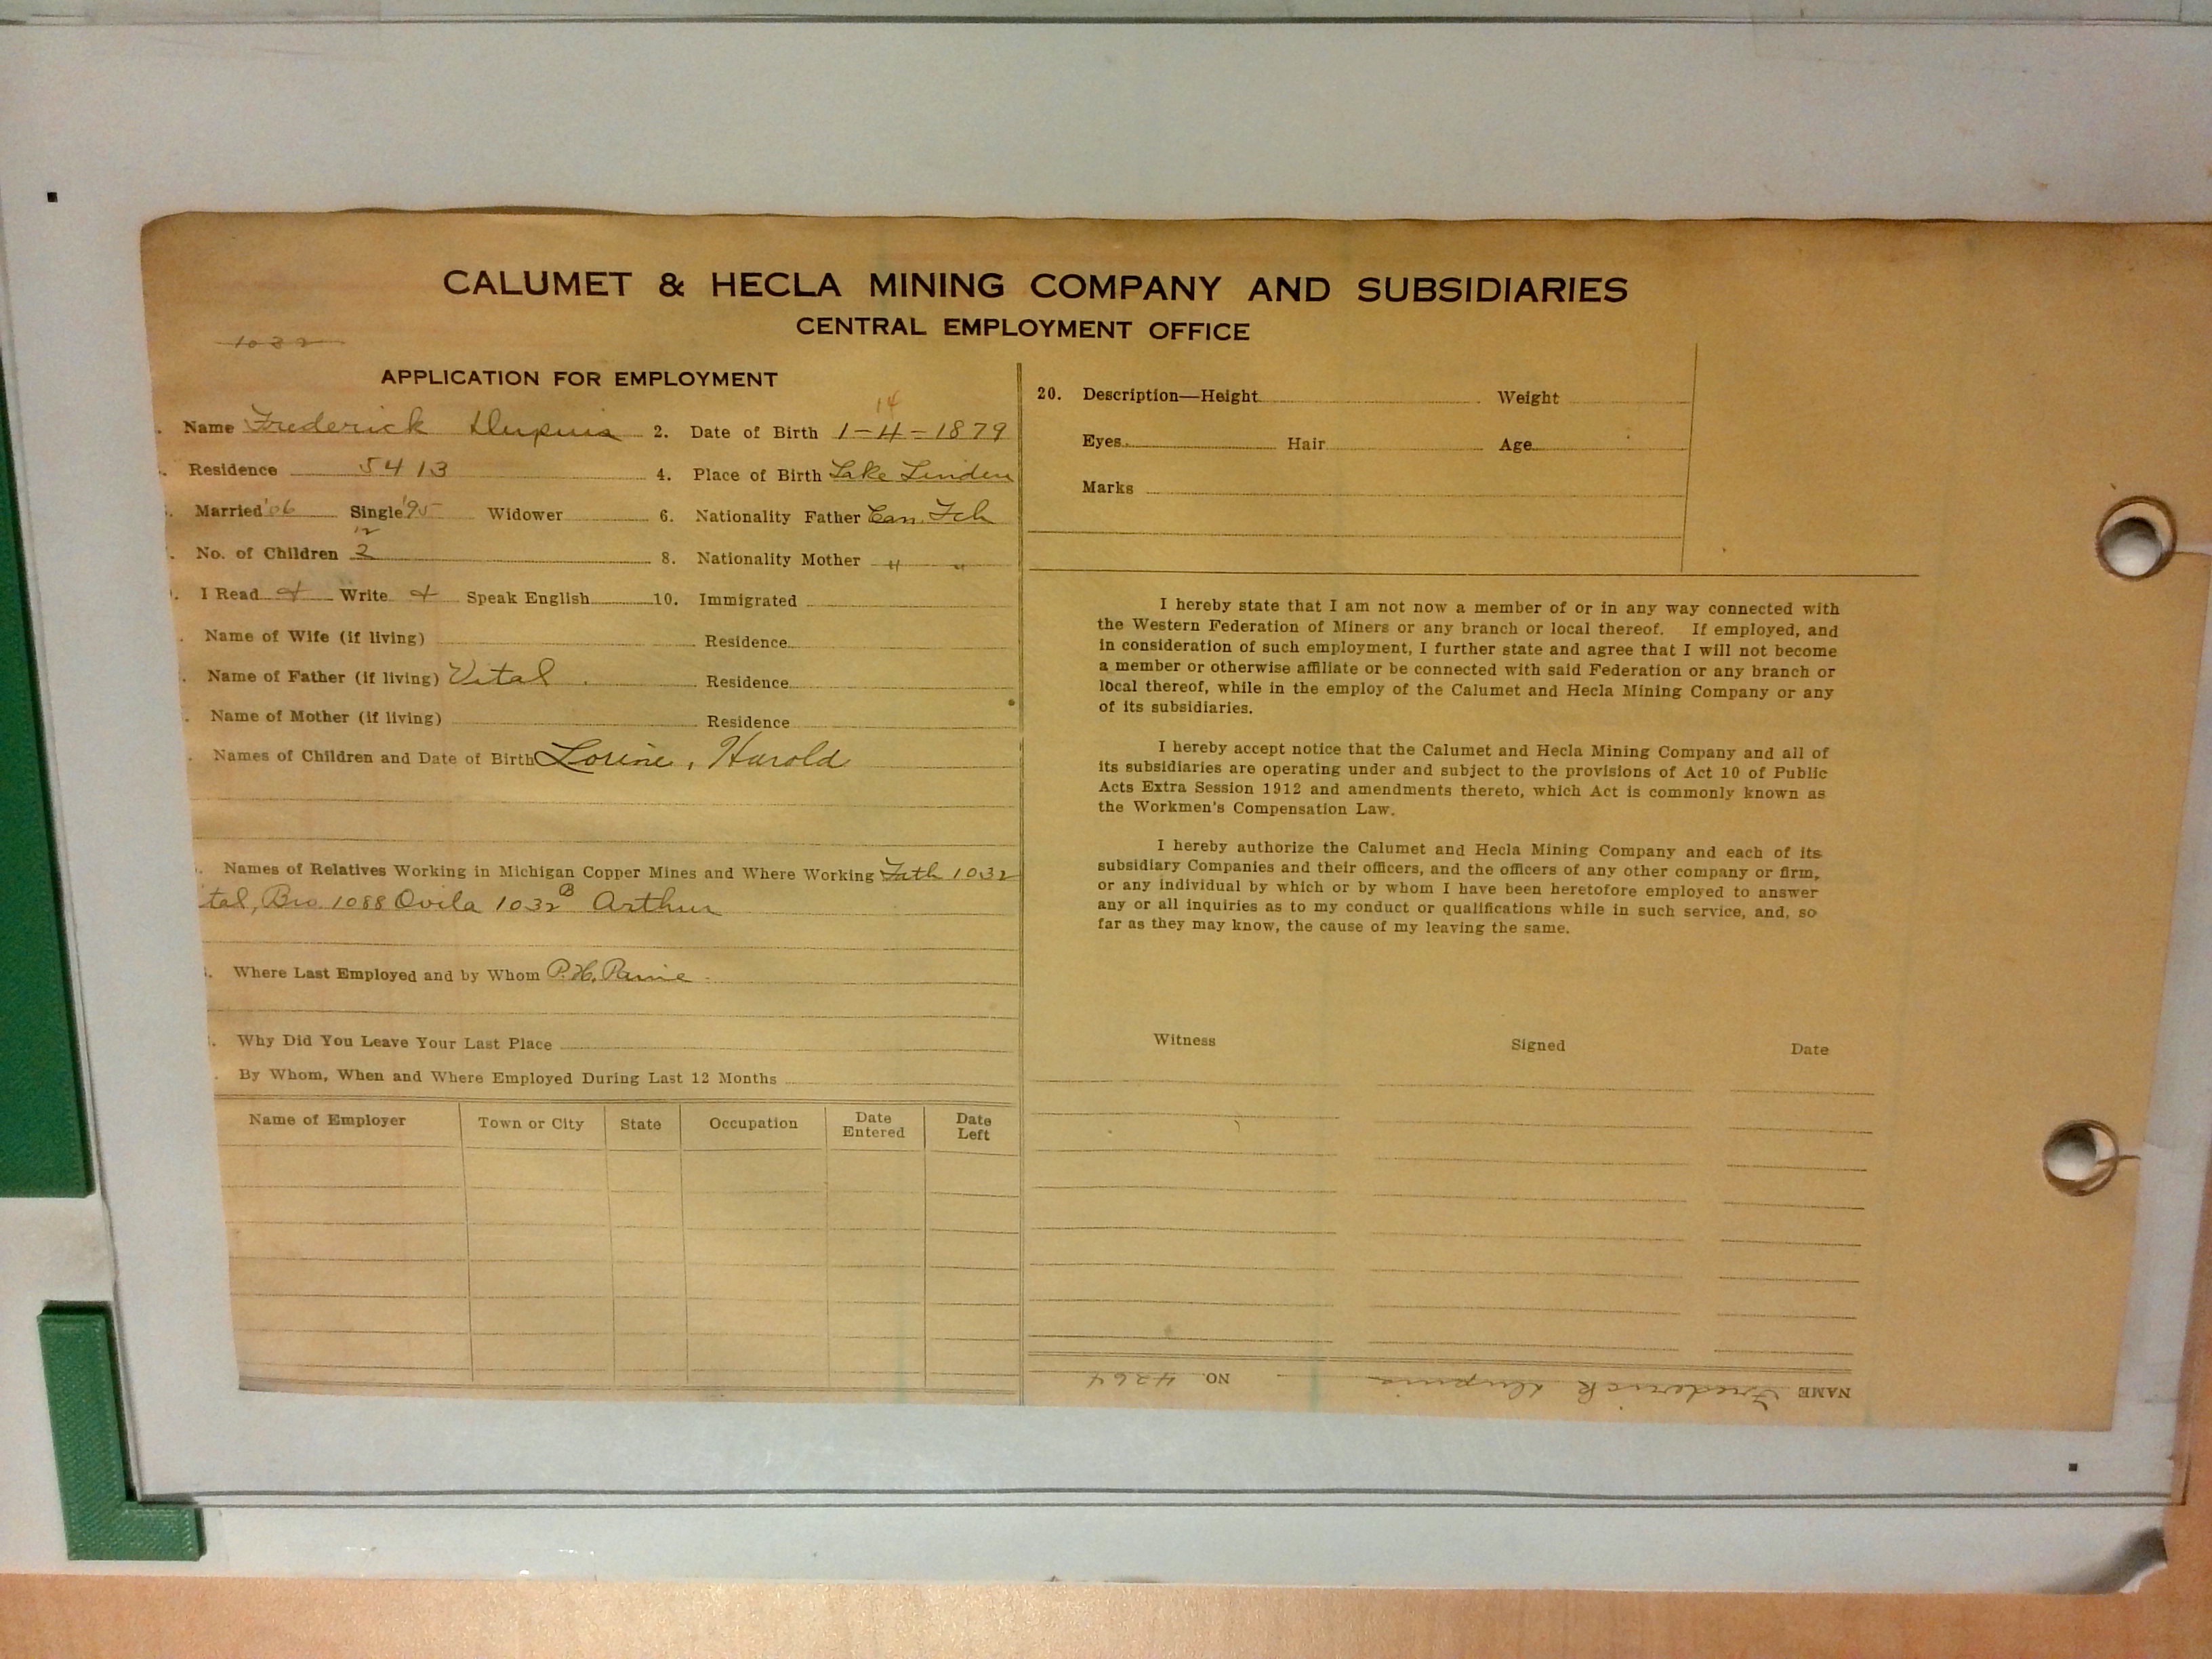 CALUMET & HECLA MINING COMPANY AND SUBSIDIARIES
CENTRAL EMPLOYMENT OFFICE
1032
APPLICATION FOR EMPLOYMENT
Name Frederick Dupuis 2. Date of Birth 1-4-1879
14
Residence 5413 4. Place of Birth Lake Linden
Married '06 Single '95 Widower 6. Nationality Father Can. Fch
12
No. of Children 2 8. Nationality Mother " "
I Read Write Speak English 10. Immigrated
Name of Wife (if living) Residence
Name of Father (if living) Vital Residence
Name of Mother (if living) Residence
Names of Children and Date of Birth Lorine, Harold
Names of Relatives Working in Michigan Copper Mines and Where Working Fath 1032
tal, Bro. 1088 Ovila 1032 B Arthur
Where Last Employed and by Whom P.H. Paine
Why Did You Leave Your Last Place
By Whom, When and Where Employed During Last 12 Months
Name of Employer Town or City State Occupation Date Entered Date Left
20. Description—Height Weight
Eyes Hair Age
Marks
I hereby state that I am not now a member of or in any way connected with
the Western Federation of Miners or any branch or local thereof. If employed, and
in consideration of such employment, I further state and agree that I will not become
a member or otherwise affiliate or be connected with said Federation or any branch or
local thereof, while in the employ of the Calumet and Hecla Mining Company or any
of its subsidiaries.
I hereby accept notice that the Calumet and Hecla Mining Company and all of
its subsidiaries are operating under and subject to the provisions of Act 10 of Public
Acts Extra Session 1912 and amendments thereto, which Act is commonly known as
the Workmen's Compensation Law.
I hereby authorize the Calumet and Hecla Mining Company and each of its
subsidiary Companies and their officers, and the officers of any other company or firm,
or any individual by which or by whom I have been heretofore employed to answer
any or all inquiries as to my conduct or qualifications while in such service, and, so
far as they may know, the cause of my leaving the same.
Witness Signed Date
NAME Frederick Dupuis NO. 4264